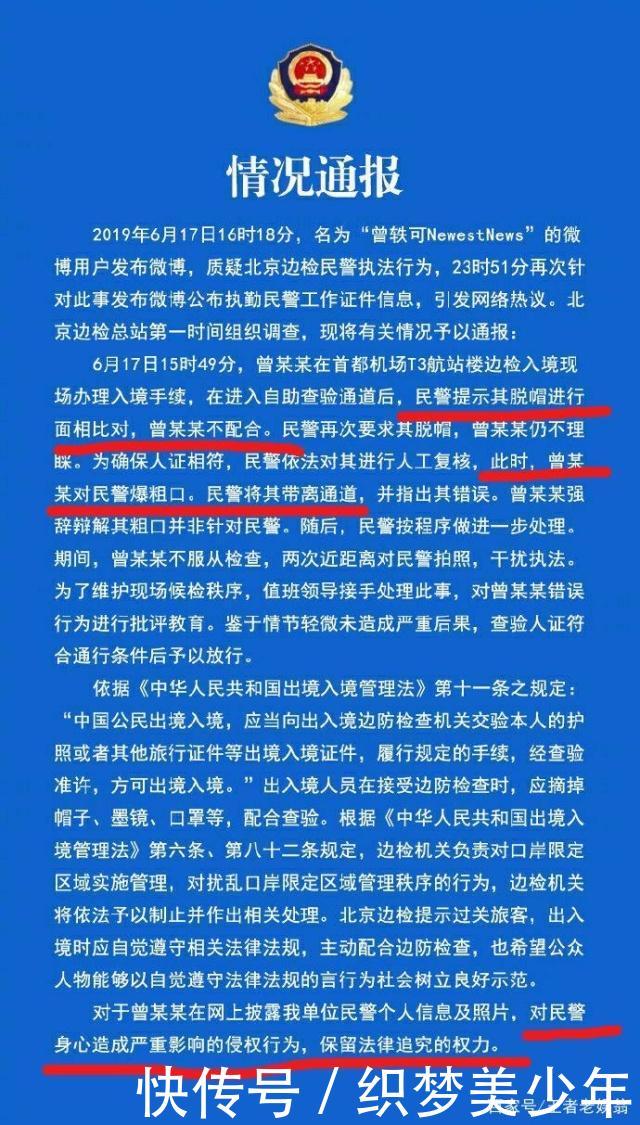 情况通报
2019年6月17日16时18分，名为“曾轶可NewestNews”的微
博用户发布微博，质疑北京边检民警执法行为，23时51分再次针
对此事发布微博公布执勤民警工作证件信息，引发网络热议。北
京边检总站第一时间组织调查，现将有关情况予以通报：
6月17日15时49分，曾某某在首都机场T3航站楼边检入境现
场办理入境手续，在进入自助查验通道后，民警提示其脱帽进行
面相比对，曾某某不配合。民警再次要求其脱帽，曾某某仍不理
睬。为确保人证相符，民警依法对其进行人工复核，此时，曾某
某对民警爆粗口。民警将其带离通道，并指出其错误。曾某某强
辞辩解其粗口并非针对民警。随后，民警按程序做进一步处理。
期间，曾某某不服从检查，两次近距离对民警拍照，干扰执法。
为了维护现场候检秩序，值班领导接手处理此事，对曾某某错误
行为进行批评教育。鉴于情节轻微未造成严重后果，查验人证符
合通行条件后予以放行。
依据《中华人民共和国出境入境管理法》第十一条之规定：
“中国公民出境入境，应当向出入境边防检查机关交验本人的护
照或者其他旅行证件等出境入境证件，履行规定的手续，经查验
准许，方可出境入境。”出入境人员在接受边防检查时，应摘掉
帽子、墨镜、口罩等，配合查验。根据《中华人民共和国出境入
境管理法》第六条、第八十二条规定，边检机关负责对口岸限定
区域实施管理，对扰乱口岸限定区域管理秩序的行为，边检机关
将依法予以制止并作出相关处理。北京边检提示过关旅客，出入
境时应自觉遵守相关法律法规，主动配合边防检查，也希望公众
人物能够以自觉遵守法律法规的言行为社会树立良好示范。
对于曾某某在网上披露我单位民警个人信息及照片，对民警
身心造成严重影响的侵权行为，保留法律追究的权力。
快传号 / 织梦美少年